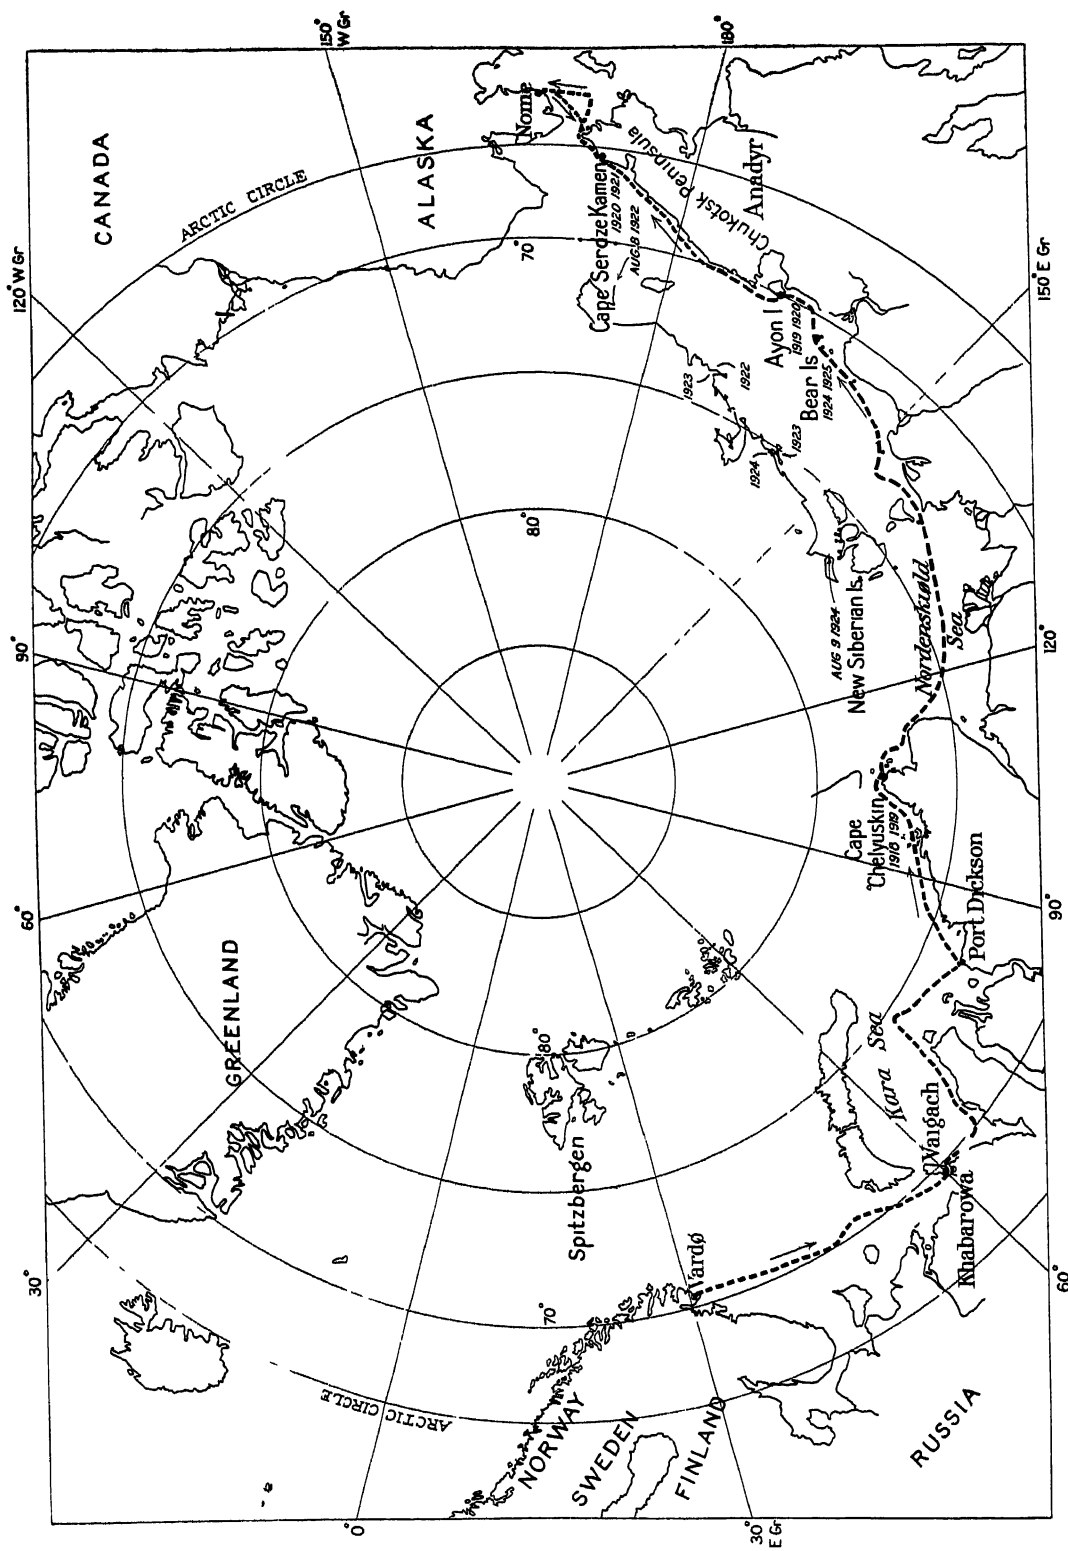 150°
W Gr
180°
CANADA
ARCTIC CIRCLE
ALASKA
Nome
120° W Gr
70°
Cape Serdze Kamen
1920 1921
AUG 8 1922
Chukotsk Peninsula
Anadyr
150° E Gr
Ayon I
1919 1920
Bear Is
1924 1925
1923
1922
1923
1924
80°
90°
AUG 9 1924
New Siberian Is.
Nordenskiøld
Sea
120°
Cape
Chelyuskin
1918 1919
Port Dickson
90°
60°
GREENLAND
80°
Kara Sea
Waigach
Khabarowa
60°
Spitzbergen
Vardø
30°
70°
ARCTIC CIRCLE
NORWAY
SWEDEN
FINLAND
RUSSIA
0°
30°
E Gr